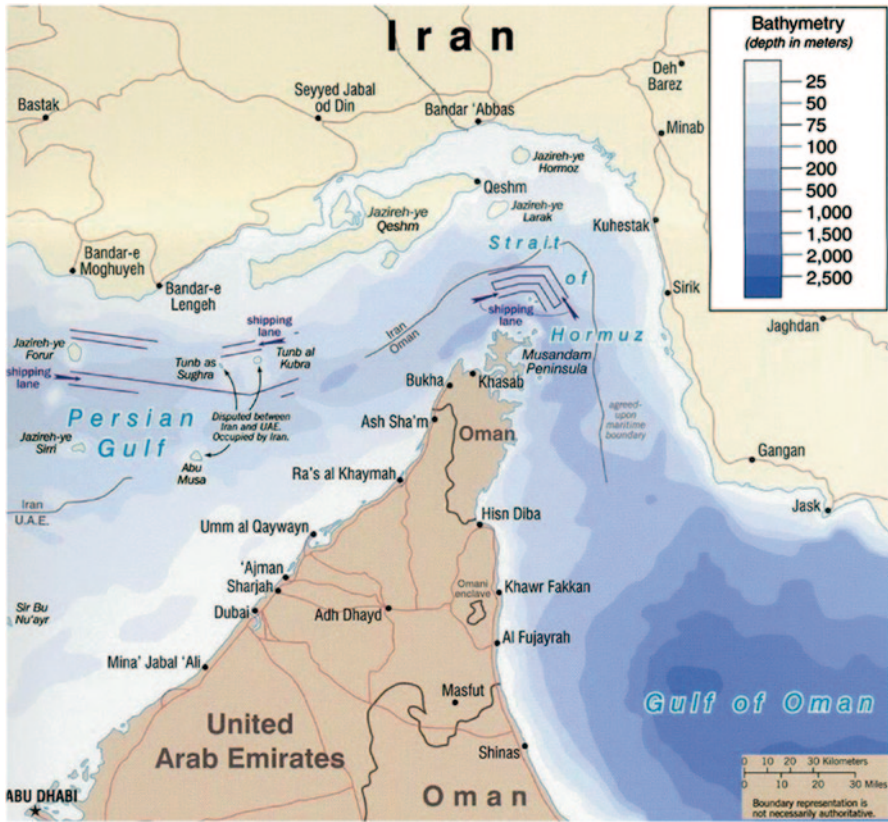 Iran
Bathymetry
(depth in meters)
25
50
75
100
200
500
1,000
1,500
2,000
2,500
Deh
Barez
Bastak
Seyyed Jabal
od Din
Bandar 'Abbas
Minab
Jazireh-ye
Hormoz
Qeshm
Jazireh-ye
Qeshm
Jazireh-ye
Larak
Kuhestak
Strait
of
Hormuz
Bandar-e
Moghuyeh
Bandar-e
Lengeh
Sirik
shipping
lane
Jaghdan
shipping
lane
Iran
Oman
Jazireh-ye
Forur
Tunb as
Sughra
Tunb al
Kubra
Musandam
Peninsula
shipping
lane
Bukha
Khasab
Persian
Gulf
Disputed between
Iran and UAE.
Occupied by Iran.
Ash Sha'm
agreed-
upon
maritime
boundary
Oman
Jazireh-ye
Sirri
Abu
Musa
Gangan
Ra's al Khaymah
Iran
U.A.E.
Jask
Hisn Diba
Umm al Qaywayn
'Ajman
Sharjah
Dubai
Omani
enclave
Khawr Fakkan
Sir Bu
Nu'ayr
Adh Dhayd
Al Fujayrah
Mina' Jabal 'Ali
Masfut
Gulf of Oman
United
Arab Emirates
Shinas
ABU DHABI
Oman
0 10 20 30 Kilometers
0 10 20 30 Miles
Boundary representation is
not necessarily authoritative.